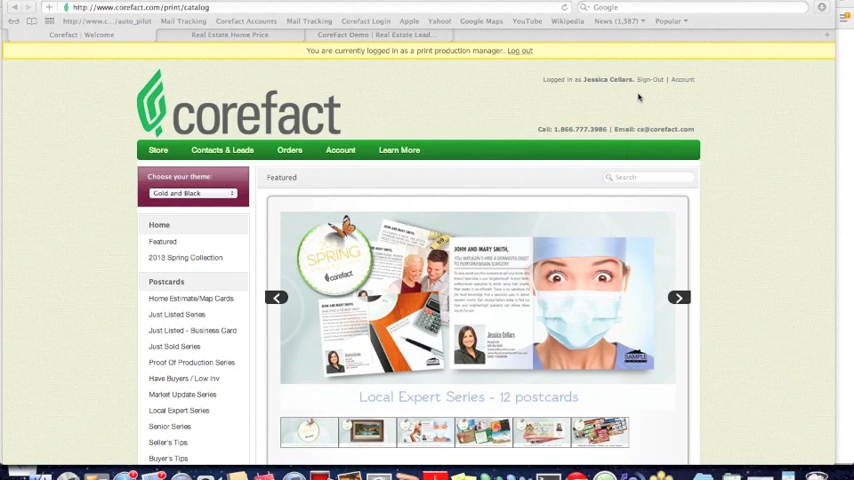 http://www.corefact.com/print/catalog
Google
http://www.c.../auto_pilot Mail Tracking Corefact Accounts Mail Tracking Corefact Login Apple Yahoo! Google Maps YouTube Wikipedia News (1,387) Popular
Corefact | Welcome Real Estate Home Price CoreFact Demo | Real Estate Lead...
You are currently logged in as a print production manager. Log out
Logged in as Jessica Cellars. Sign-Out | Account
corefact
Call: 1.866.777.3986 | Email: cs@corefact.com
Store Contacts & Leads Orders Account Learn More
Choose your theme:
Gold and Black
Featured
Search
Home
Featured
2013 Spring Collection
Postcards
Home Estimate/Map Cards
Just Listed Series
Just Listed - Business Card
Just Sold Series
Proof Of Production Series
Have Buyers / Low Inv
Market Update Series
Local Expert Series
Senior Series
Seller's Tips
Buyer's Tips
SPRING
corefact
JOHN AND MARY SMITH,
JOHN AND MARY SMITH,
Jessica Cellars
SAMPLE
Local Expert Series - 12 postcards